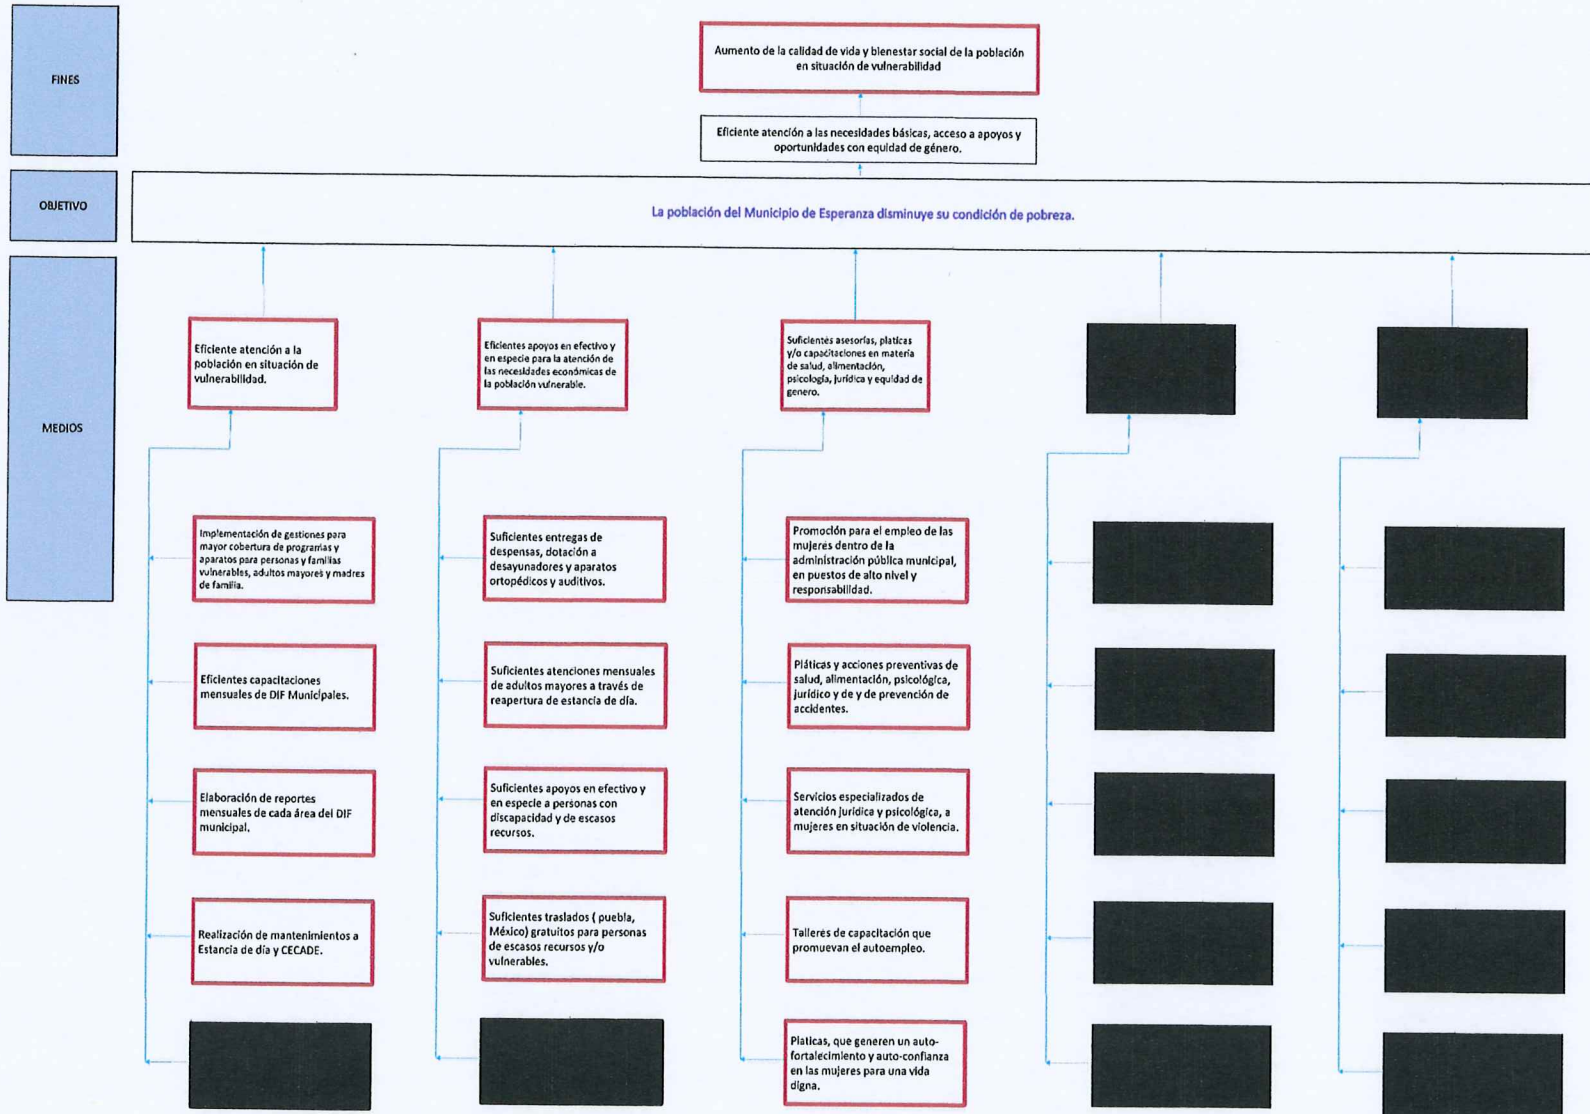 FINES
Aumento de la calidad de vida y bienestar social de la población
en situación de vulnerabilidad
Eficiente atención a las necesidades básicas, acceso a apoyos y
oportunidades con equidad de género.
OBJETIVO
La población del Municipio de Esperanza disminuye su condición de pobreza.
MEDIOS
Eficiente atención a la
población en situación de
vulnerabilidad.
Eficientes apoyos en efectivo y
en especie para la atención de
las necesidades económicas de
la población vulnerable.
Suficientes asesorías, platicas
y/o capacitaciones en materia
de salud, alimentación,
psicología, jurídica y equidad de
genero.
Implementación de gestiones para
mayor cobertura de programas y
aparatos para personas y familias
vulnerables, adultos mayores y madres
de familia.
Suficientes entregas de
despensas, dotación a
desayunadores y aparatos
ortopédicos y auditivos.
Promoción para el empleo de las
mujeres dentro de la
administración pública municipal,
en puestos de alto nivel y
responsabilidad.
Eficientes capacitaciones
mensuales de DIF Municipales.
Suficientes atenciones mensuales
de adultos mayores a través de
reapertura de estancia de día.
Pláticas y acciones preventivas de
salud, alimentación, psicológica,
jurídico y de y de prevención de
accidentes.
Elaboración de reportes
mensuales de cada área del DIF
municipal.
Suficientes apoyos en efectivo y
en especie a personas con
discapacidad y de escasos
recursos.
Servicios especializados de
atención jurídica y psicológica, a
mujeres en situación de violencia.
Realización de mantenimientos a
Estancia de día y CECADE.
Suficientes traslados ( puebla,
México) gratuitos para personas
de escasos recursos y/o
vulnerables.
Talleres de capacitación que
promuevan el autoempleo.
Platicas, que generen un auto-
fortalecimiento y auto-confianza
en las mujeres para una vida
digna.